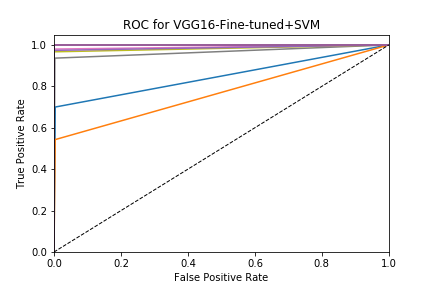 ROC for VGG16-Fine-tuned+SVM
1.0
0.8
0.6
0.4
0.2
0.0
True Positive Rate
0.0 0.2 0.4 0.6 0.8 1.0
False Positive Rate